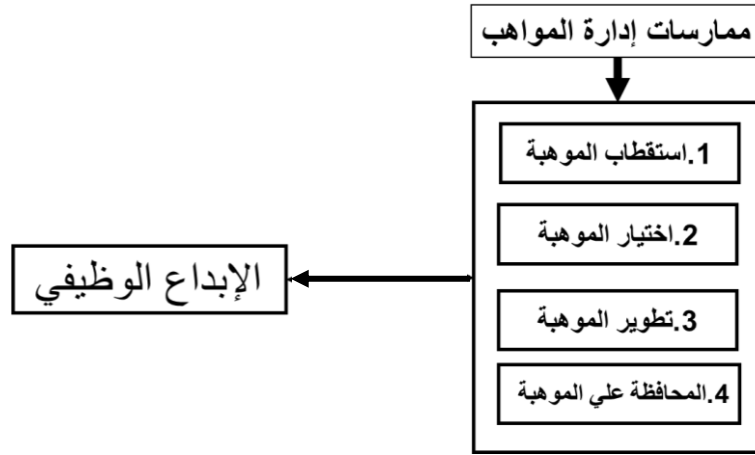 ممارسات إدارة المواهب
1.استقطاب الموهبة
2.اختيار الموهبة
الإبداع الوظيفي
3.تطوير الموهبة
4.المحافظة علي الموهبة